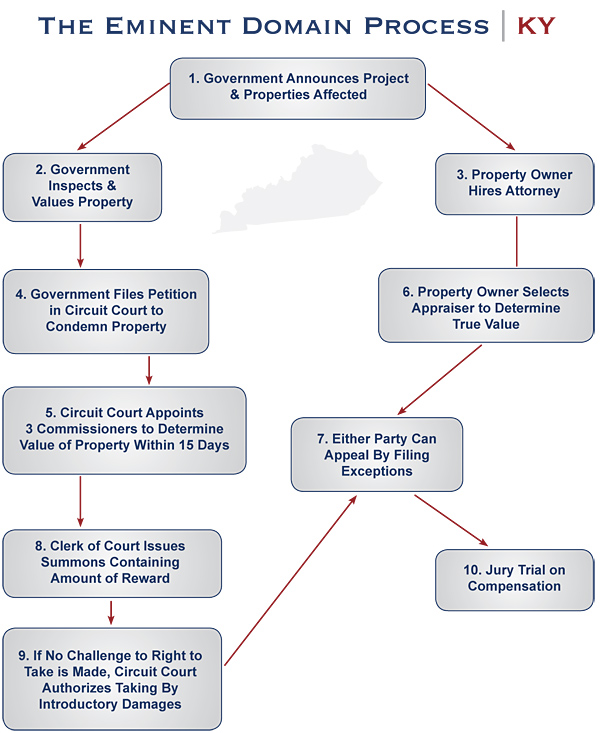 THE EMINENT DOMAIN PROCESS | KY
1. Government Announces Project
& Properties Affected
2. Government
Inspects &
Values Property
3. Property Owner
Hires Attorney
4. Government Files Petition
in Circuit Court to
Condemn Property
6. Property Owner Selects
Appraiser to Determine
True Value
5. Circuit Court Appoints
3 Commissioners to Determine
Value of Property Within 15 Days
7. Either Party Can
Appeal By Filing
Exceptions
8. Clerk of Court Issues
Summons Containing
Amount of Reward
10. Jury Trial on
Compensation
9. If No Challenge to Right to
Take is Made, Circuit Court
Authorizes Taking By
Introductory Damages